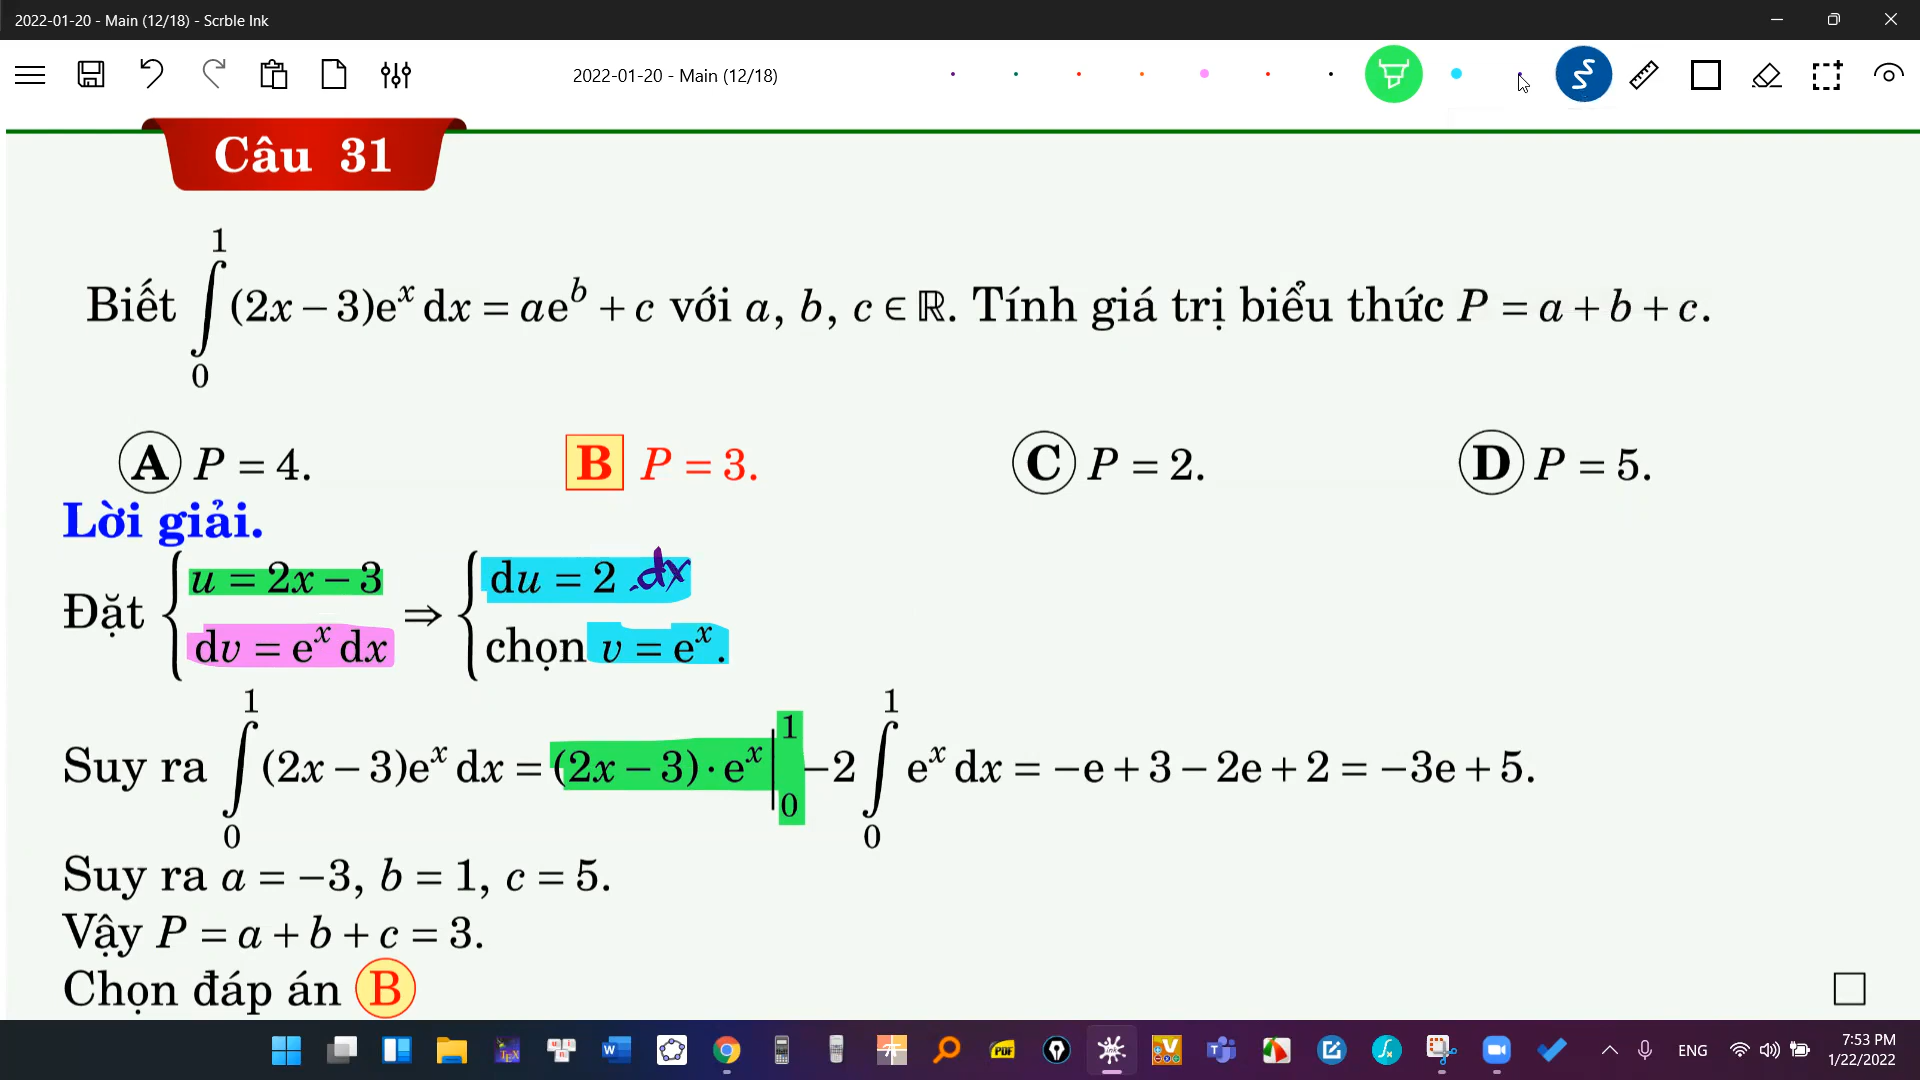 2022-01-20 - Main (12/18) - Scrble Ink
2022-01-20 - Main (12/18)
Câu 31
Biết ∫₀¹ (2x − 3)eˣ dx = aeᵇ + c với a, b, c ∈ ℝ. Tính giá trị biểu thức P = a + b + c.
A P = 4. B P = 3. C P = 2. D P = 5.
Lời giải.
Đặt { u = 2x − 3 ⇒ { du = 2 dx
dv = eˣ dx chọn v = eˣ.
Suy ra ∫₀¹ (2x − 3)eˣ dx = (2x − 3) · eˣ |₀¹ − 2 ∫₀¹ eˣ dx = −e + 3 − 2e + 2 = −3e + 5.
Suy ra a = −3, b = 1, c = 5.
Vậy P = a + b + c = 3.
Chọn đáp án B
ENG
7:53 PM
1/22/2022